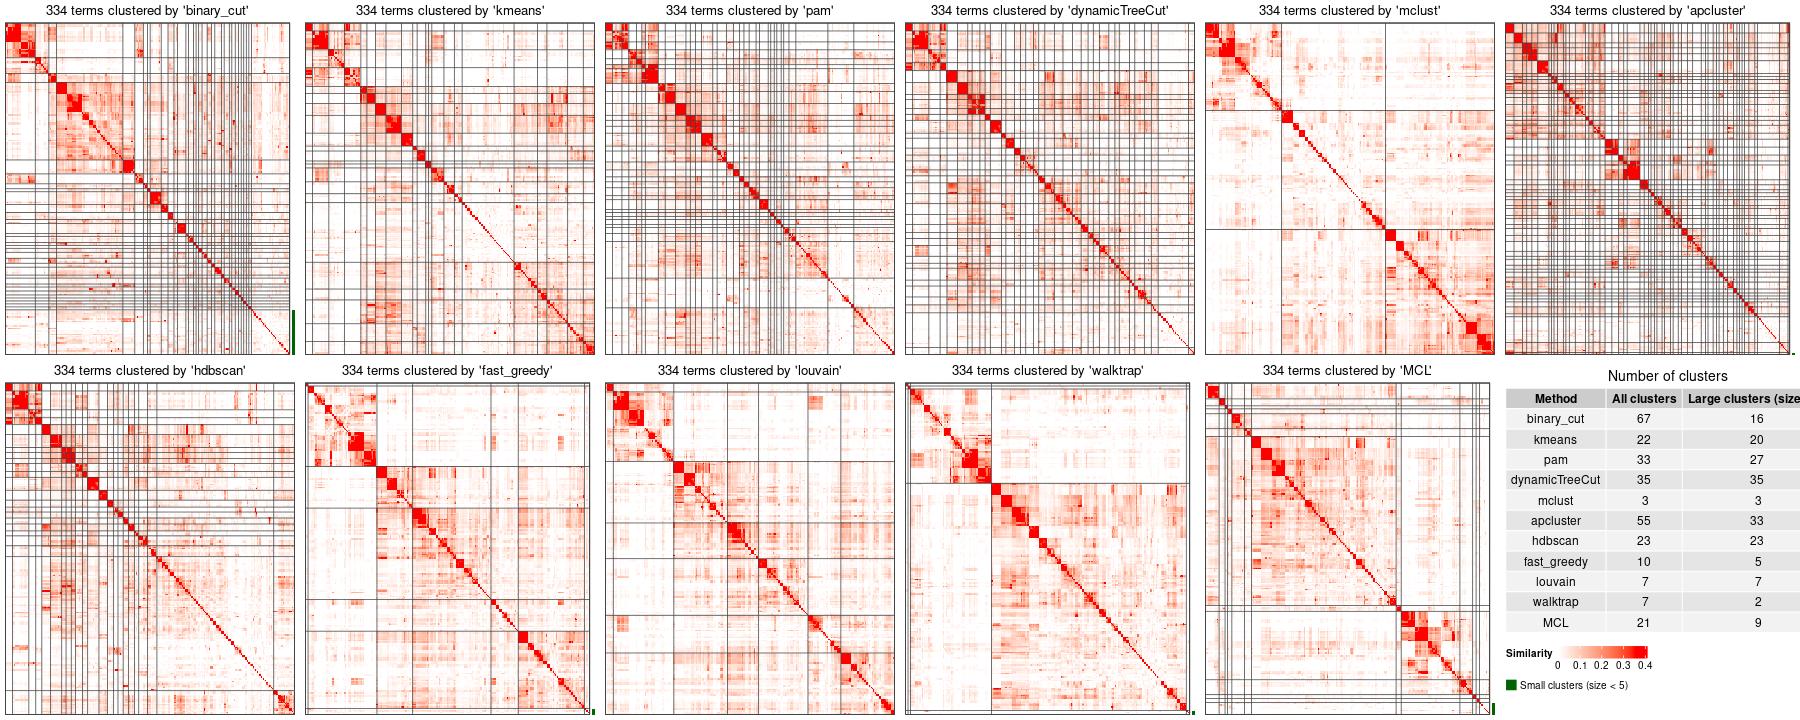 334 terms clustered by 'binary_cut'
334 terms clustered by 'kmeans'
334 terms clustered by 'pam'
334 terms clustered by 'dynamicTreeCut'
334 terms clustered by 'mclust'
334 terms clustered by 'apcluster'
334 terms clustered by 'hdbscan'
334 terms clustered by 'fast_greedy'
334 terms clustered by 'louvain'
334 terms clustered by 'walktrap'
334 terms clustered by 'MCL'
Number of clusters
Method All clusters Large clusters (size
binary_cut 67 16
kmeans 22 20
pam 33 27
dynamicTreeCut 35 35
mclust 3 3
apcluster 55 33
hdbscan 23 23
fast_greedy 10 5
louvain 7 7
walktrap 7 2
MCL 21 9
Similarity
0 0.1 0.2 0.3 0.4
Small clusters (size < 5)